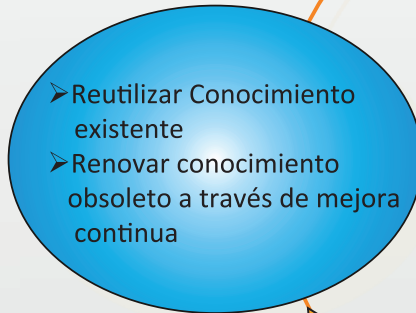 ➢Reutilizar Conocimiento
existente
➢Renovar conocimiento
obsoleto a través de mejora
continua